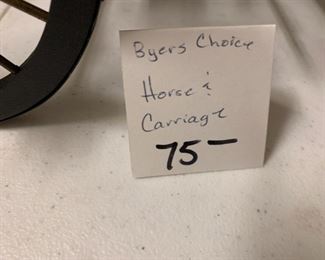 Byers Choice
Horse &
Carriage
75-